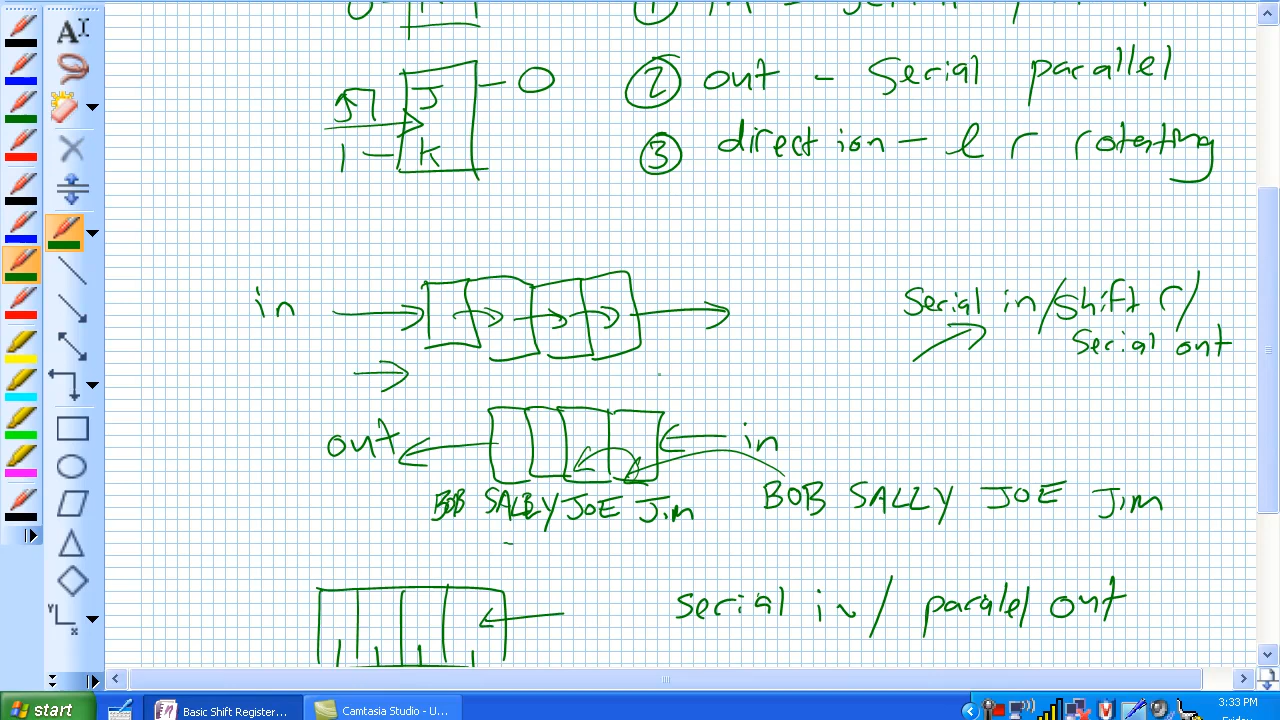 J
0
② out - Serial parallel
1
K
③ direction - l r rotating
in
Serial in/shift r/
Serial out
out
in
BOB SALLY JOE Jim
BOB SALLY JOE Jim
serial in / paralel out
start
Basic Shift Register...
Camtasia Studio - U...
3:33 PM
Friday